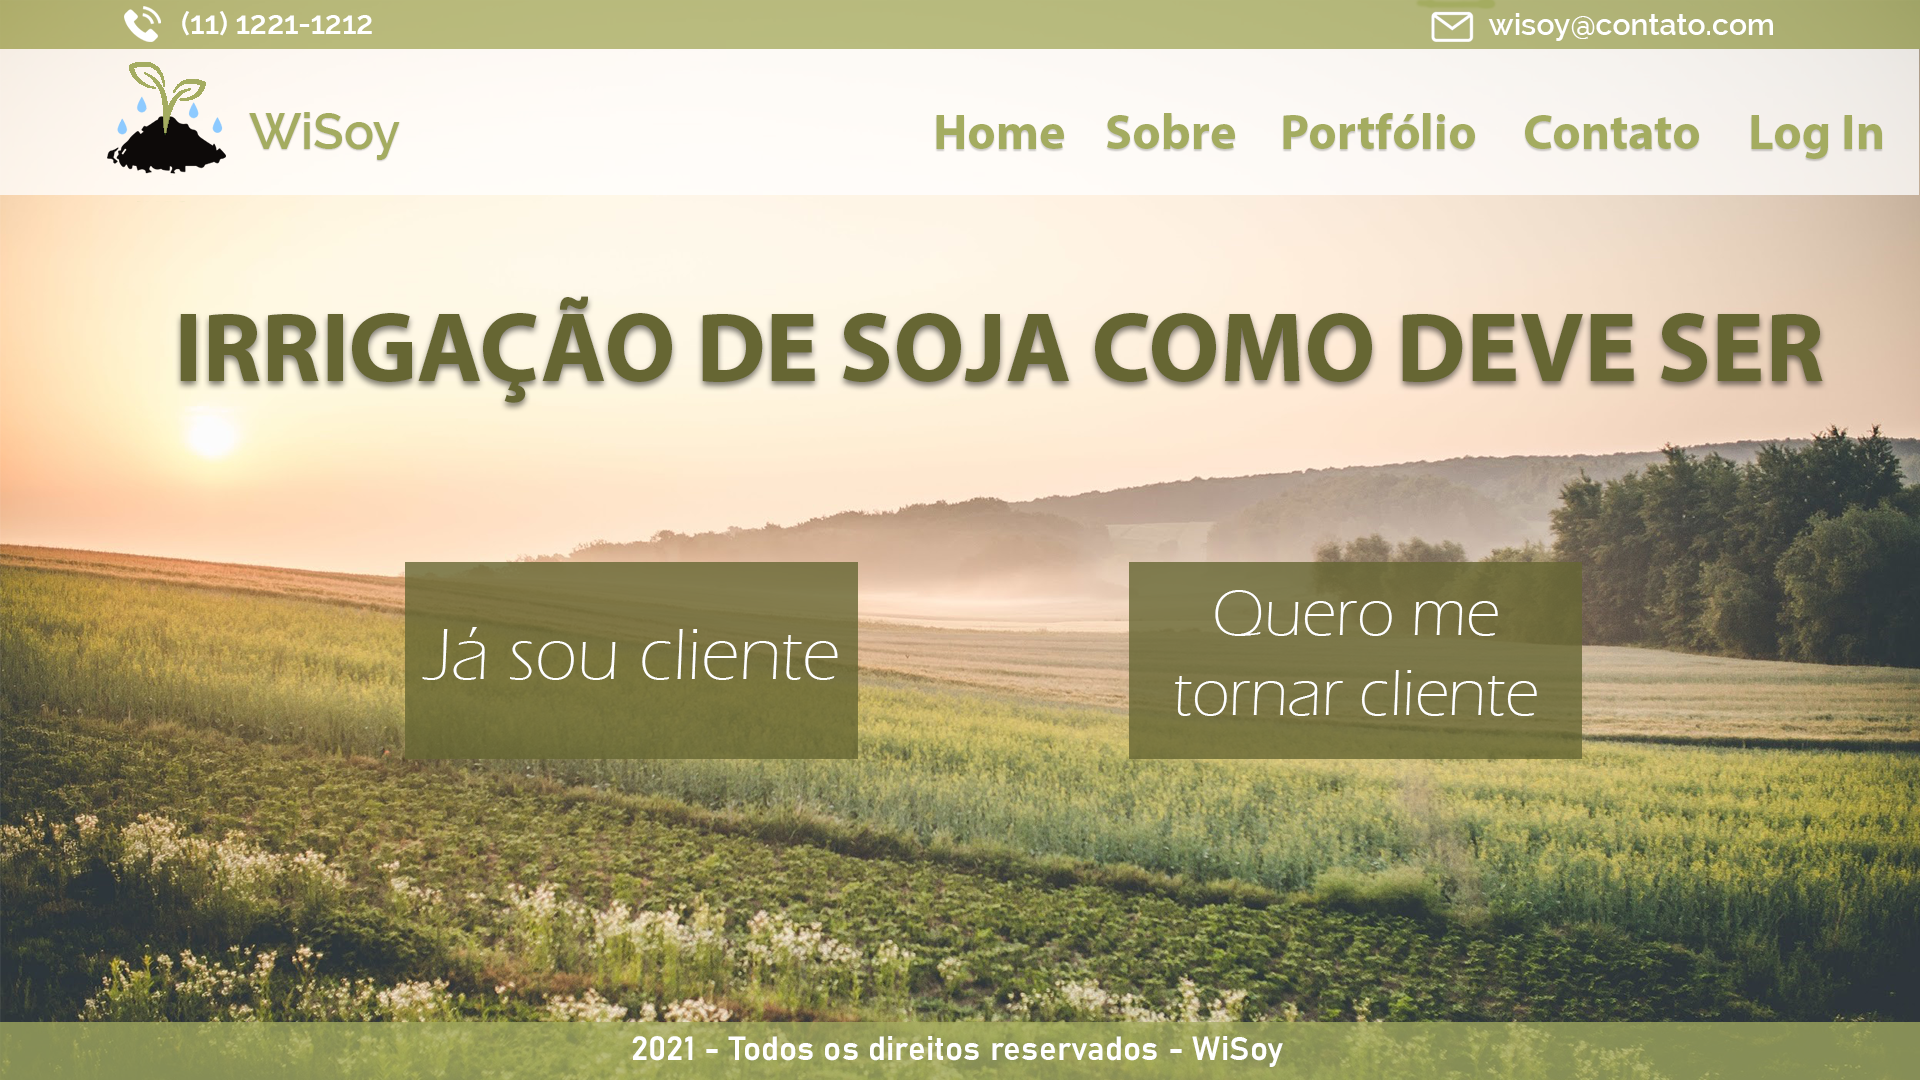 (11) 1221-1212
wisoy@contato.com
WiSoy
Home Sobre Portfólio Contato Log In
IRRIGAÇÃO DE SOJA COMO DEVE SER
Já sou cliente
Quero me
tornar cliente
2021 - Todos os direitos reservados - WiSoy